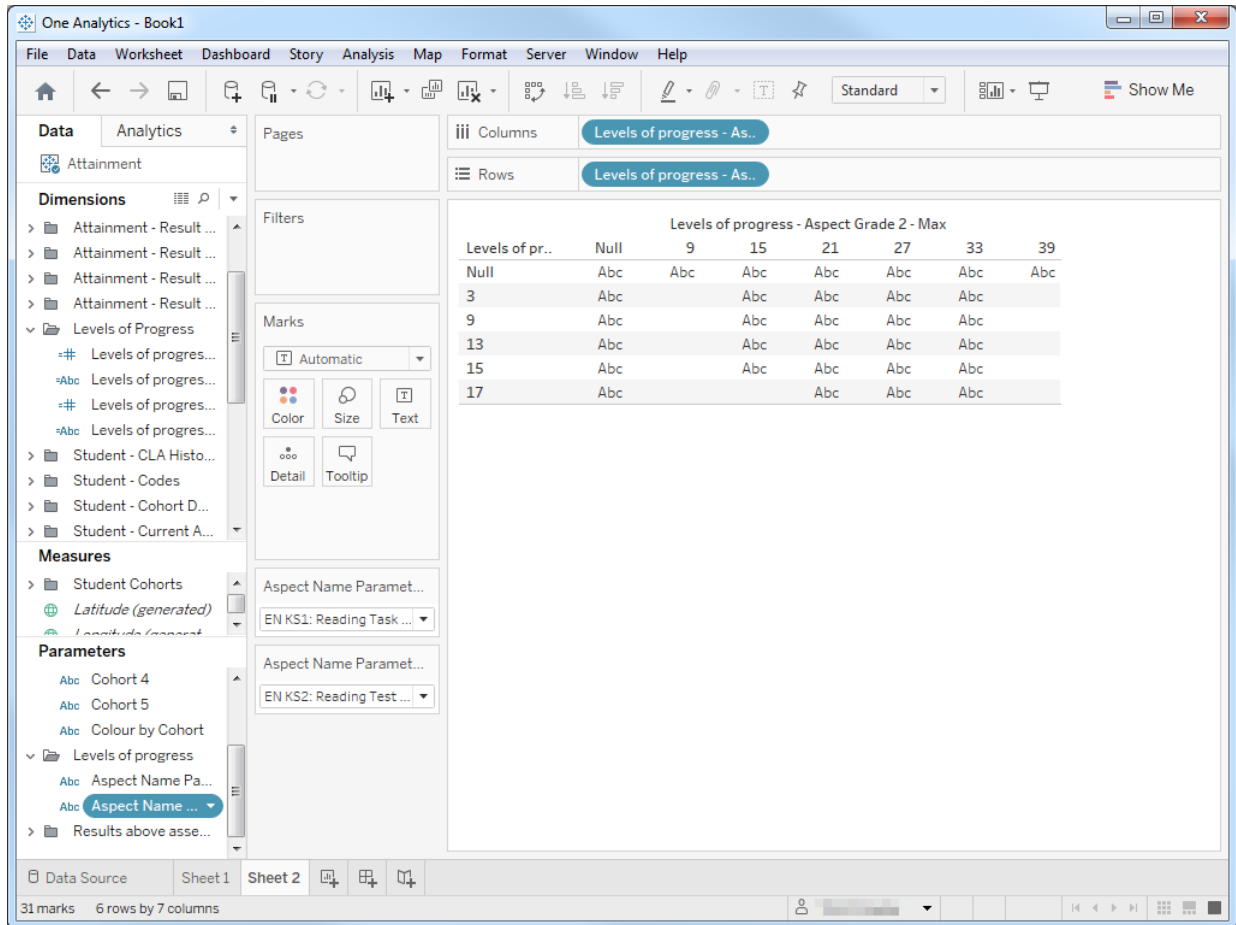 One Analytics - Book1
File Data Worksheet Dashboard Story Analysis Map Format Server Window Help
Standard
Show Me
Data Analytics
Attainment
Dimensions
Attainment - Result ...
Attainment - Result ...
Attainment - Result ...
Attainment - Result ...
Levels of Progress
=# Levels of progres...
=Abc Levels of progres...
=# Levels of progres...
=Abc Levels of progres...
Student - CLA Histo...
Student - Codes
Student - Cohort D...
Student - Current A...
Measures
Student Cohorts
Latitude (generated)
Longitude (generat
Parameters
Abc Cohort 4
Abc Cohort 5
Abc Colour by Cohort
Levels of progress
Abc Aspect Name Pa...
Abc Aspect Name ...
Results above asse...
Pages
Filters
Marks
T Automatic
Color Size Text
Detail Tooltip
Aspect Name Paramet...
EN KS1: Reading Task ...
Aspect Name Paramet...
EN KS2: Reading Test ...
Columns Levels of progress - As..
Rows Levels of progress - As..
Levels of progress - Aspect Grade 2 - Max
Levels of pr.. Null 9 15 21 27 33 39
Null Abc Abc Abc Abc Abc Abc Abc
3 Abc Abc Abc Abc Abc
9 Abc Abc Abc Abc Abc
13 Abc Abc Abc Abc Abc
15 Abc Abc Abc Abc Abc
17 Abc Abc Abc Abc
Data Source Sheet 1 Sheet 2
31 marks 6 rows by 7 columns